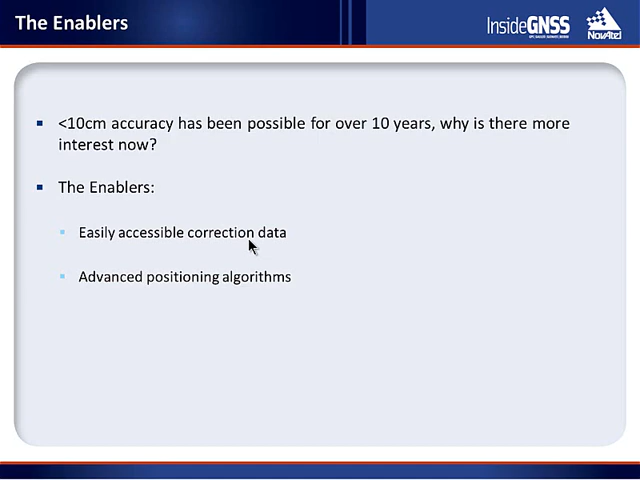 The Enablers
InsideGNSS
NovAtel
<10cm accuracy has been possible for over 10 years, why is there more
interest now?
The Enablers:
Easily accessible correction data
Advanced positioning algorithms